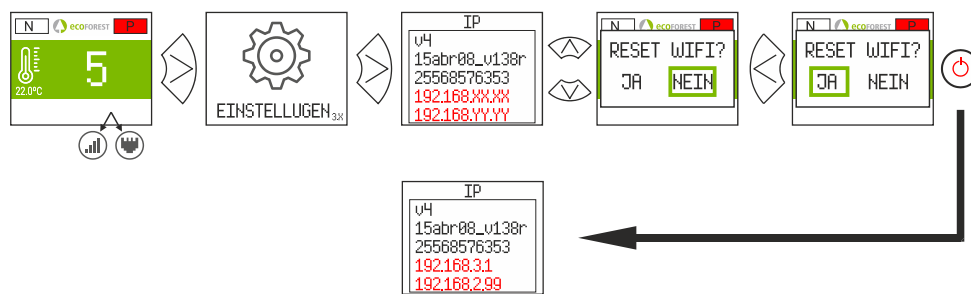 N ecoFOREST P
5
22.0ºC
EINSTELLUGEN 3.X
IP
v4
15abr08_v138r
25568576353
192.168.XX.XX
192.168.YY.YY
N ecoFOREST P
RESET WIFI?
JA NEIN
N ecoFOREST P
RESET WIFI?
JA NEIN
IP
v4
15abr08_v138r
25568576353
192.168.3.1
192.168.2.99